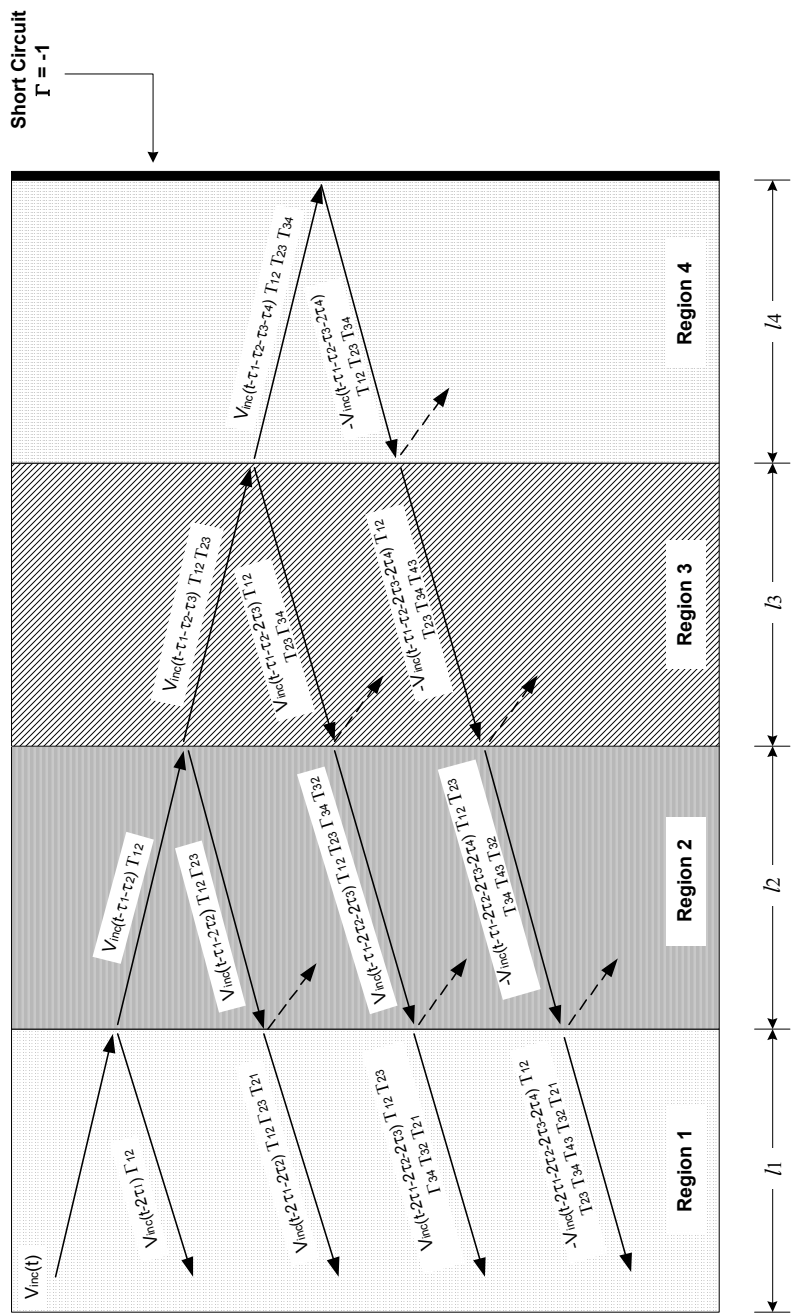 Short Circuit
Γ = -1
Vinc(t)
Vinc(t-τ1-τ2) T12
Vinc(t-τ1-τ2-τ3) T12 T23
Vinc(t-τ1-τ2-τ3-τ4) T12 T23 T34
Vinc(t-2τ1) Γ12
Vinc(t-τ1-2τ2) T12 Γ23
Vinc(t-τ1-τ2-2τ3) T12
T23 Γ34
-Vinc(t-τ1-τ2-τ3-2τ4)
T12 T23 T34
Vinc(t-2τ1-2τ2) T12 Γ23 T21
Vinc(t-τ1-2τ2-2τ3) T12 T23 Γ34 T32
-Vinc(t-τ1-τ2-2τ3-2τ4) T12
T23 T34 T43
Vinc(t-2τ1-2τ2-2τ3) T12 T23
Γ34 T32 T21
-Vinc(t-τ1-2τ2-2τ3-2τ4) T12 T23
T34 T43 T32
-Vinc(t-2τ1-2τ2-2τ3-2τ4) T12
T23 T34 T43 T32 T21
Region 1
Region 2
Region 3
Region 4
l1
l2
l3
l4